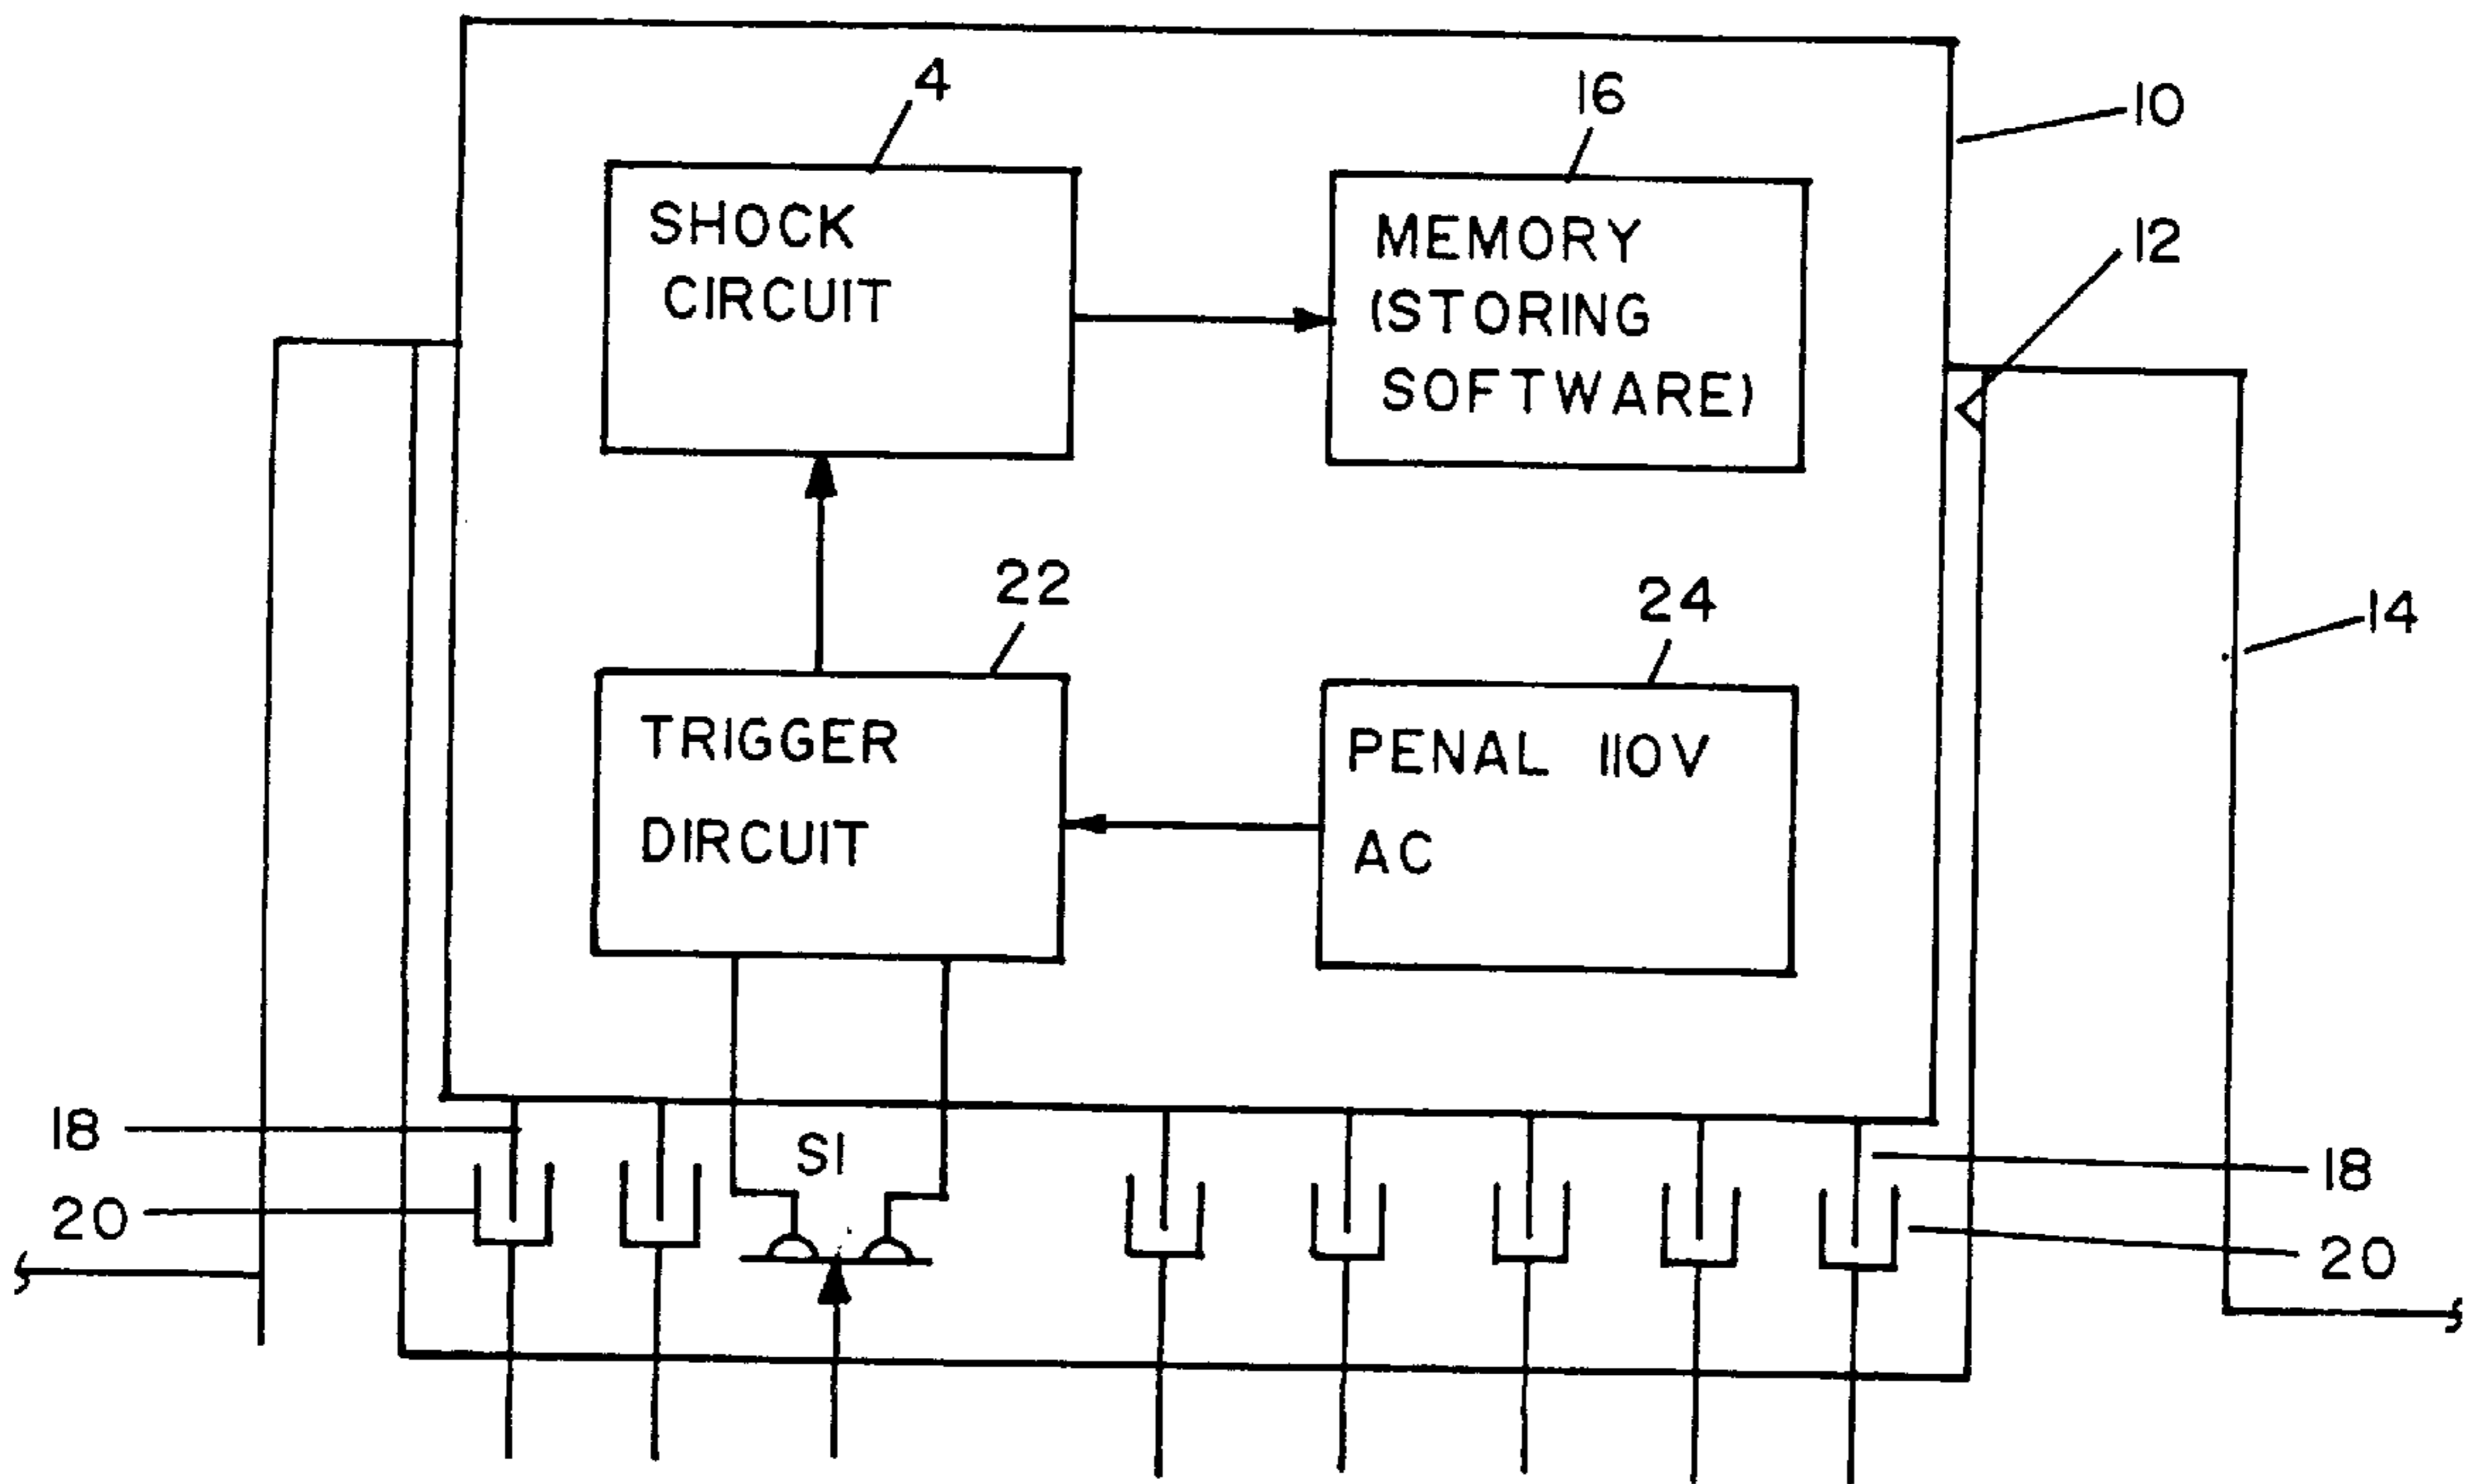 4
16
10
SHOCK
CIRCUIT
MEMORY
(STORING
SOFTWARE)
12
22
24
14
TRIGGER
DIRCUIT
PENAL 110V
AC
18
S1
18
20
20